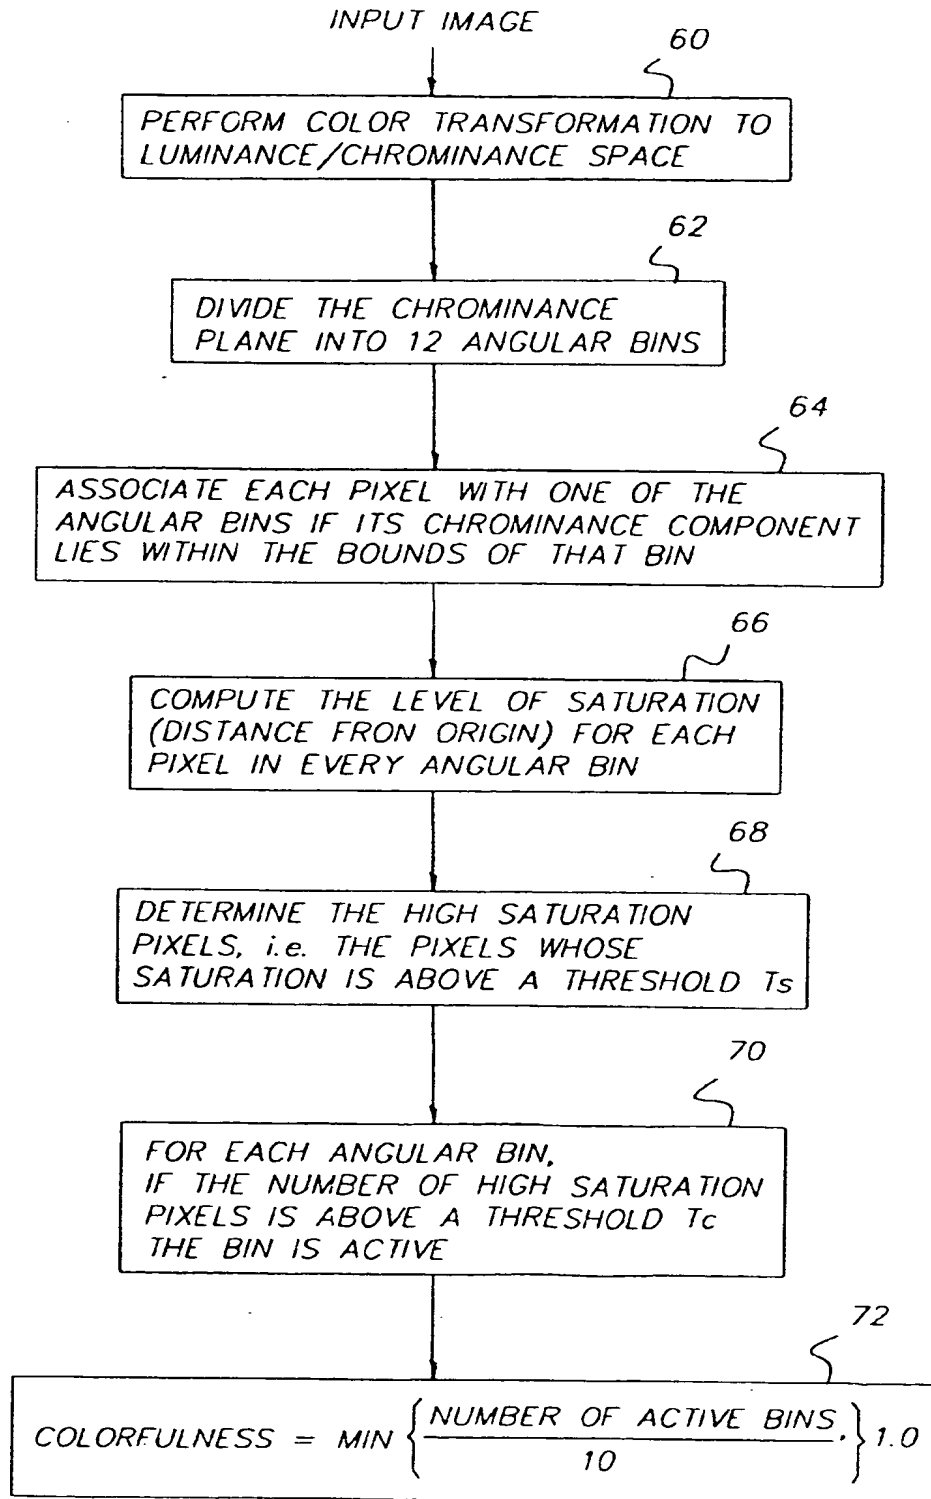 INPUT IMAGE
60
PERFORM COLOR TRANSFORMATION TO
LUMINANCE/CHROMINANCE SPACE
62
DIVIDE THE CHROMINANCE
PLANE INTO 12 ANGULAR BINS
64
ASSOCIATE EACH PIXEL WITH ONE OF THE
ANGULAR BINS IF ITS CHROMINANCE COMPONENT
LIES WITHIN THE BOUNDS OF THAT BIN
66
COMPUTE THE LEVEL OF SATURATION
(DISTANCE FRON ORIGIN) FOR EACH
PIXEL IN EVERY ANGULAR BIN
68
DETERMINE THE HIGH SATURATION
PIXELS, i.e. THE PIXELS WHOSE
SATURATION IS ABOVE A THRESHOLD Ts
70
FOR EACH ANGULAR BIN,
IF THE NUMBER OF HIGH SATURATION
PIXELS IS ABOVE A THRESHOLD Tc
THE BIN IS ACTIVE
72
COLORFULNESS = MIN { NUMBER OF ACTIVE BINS, / 10 } 1.0